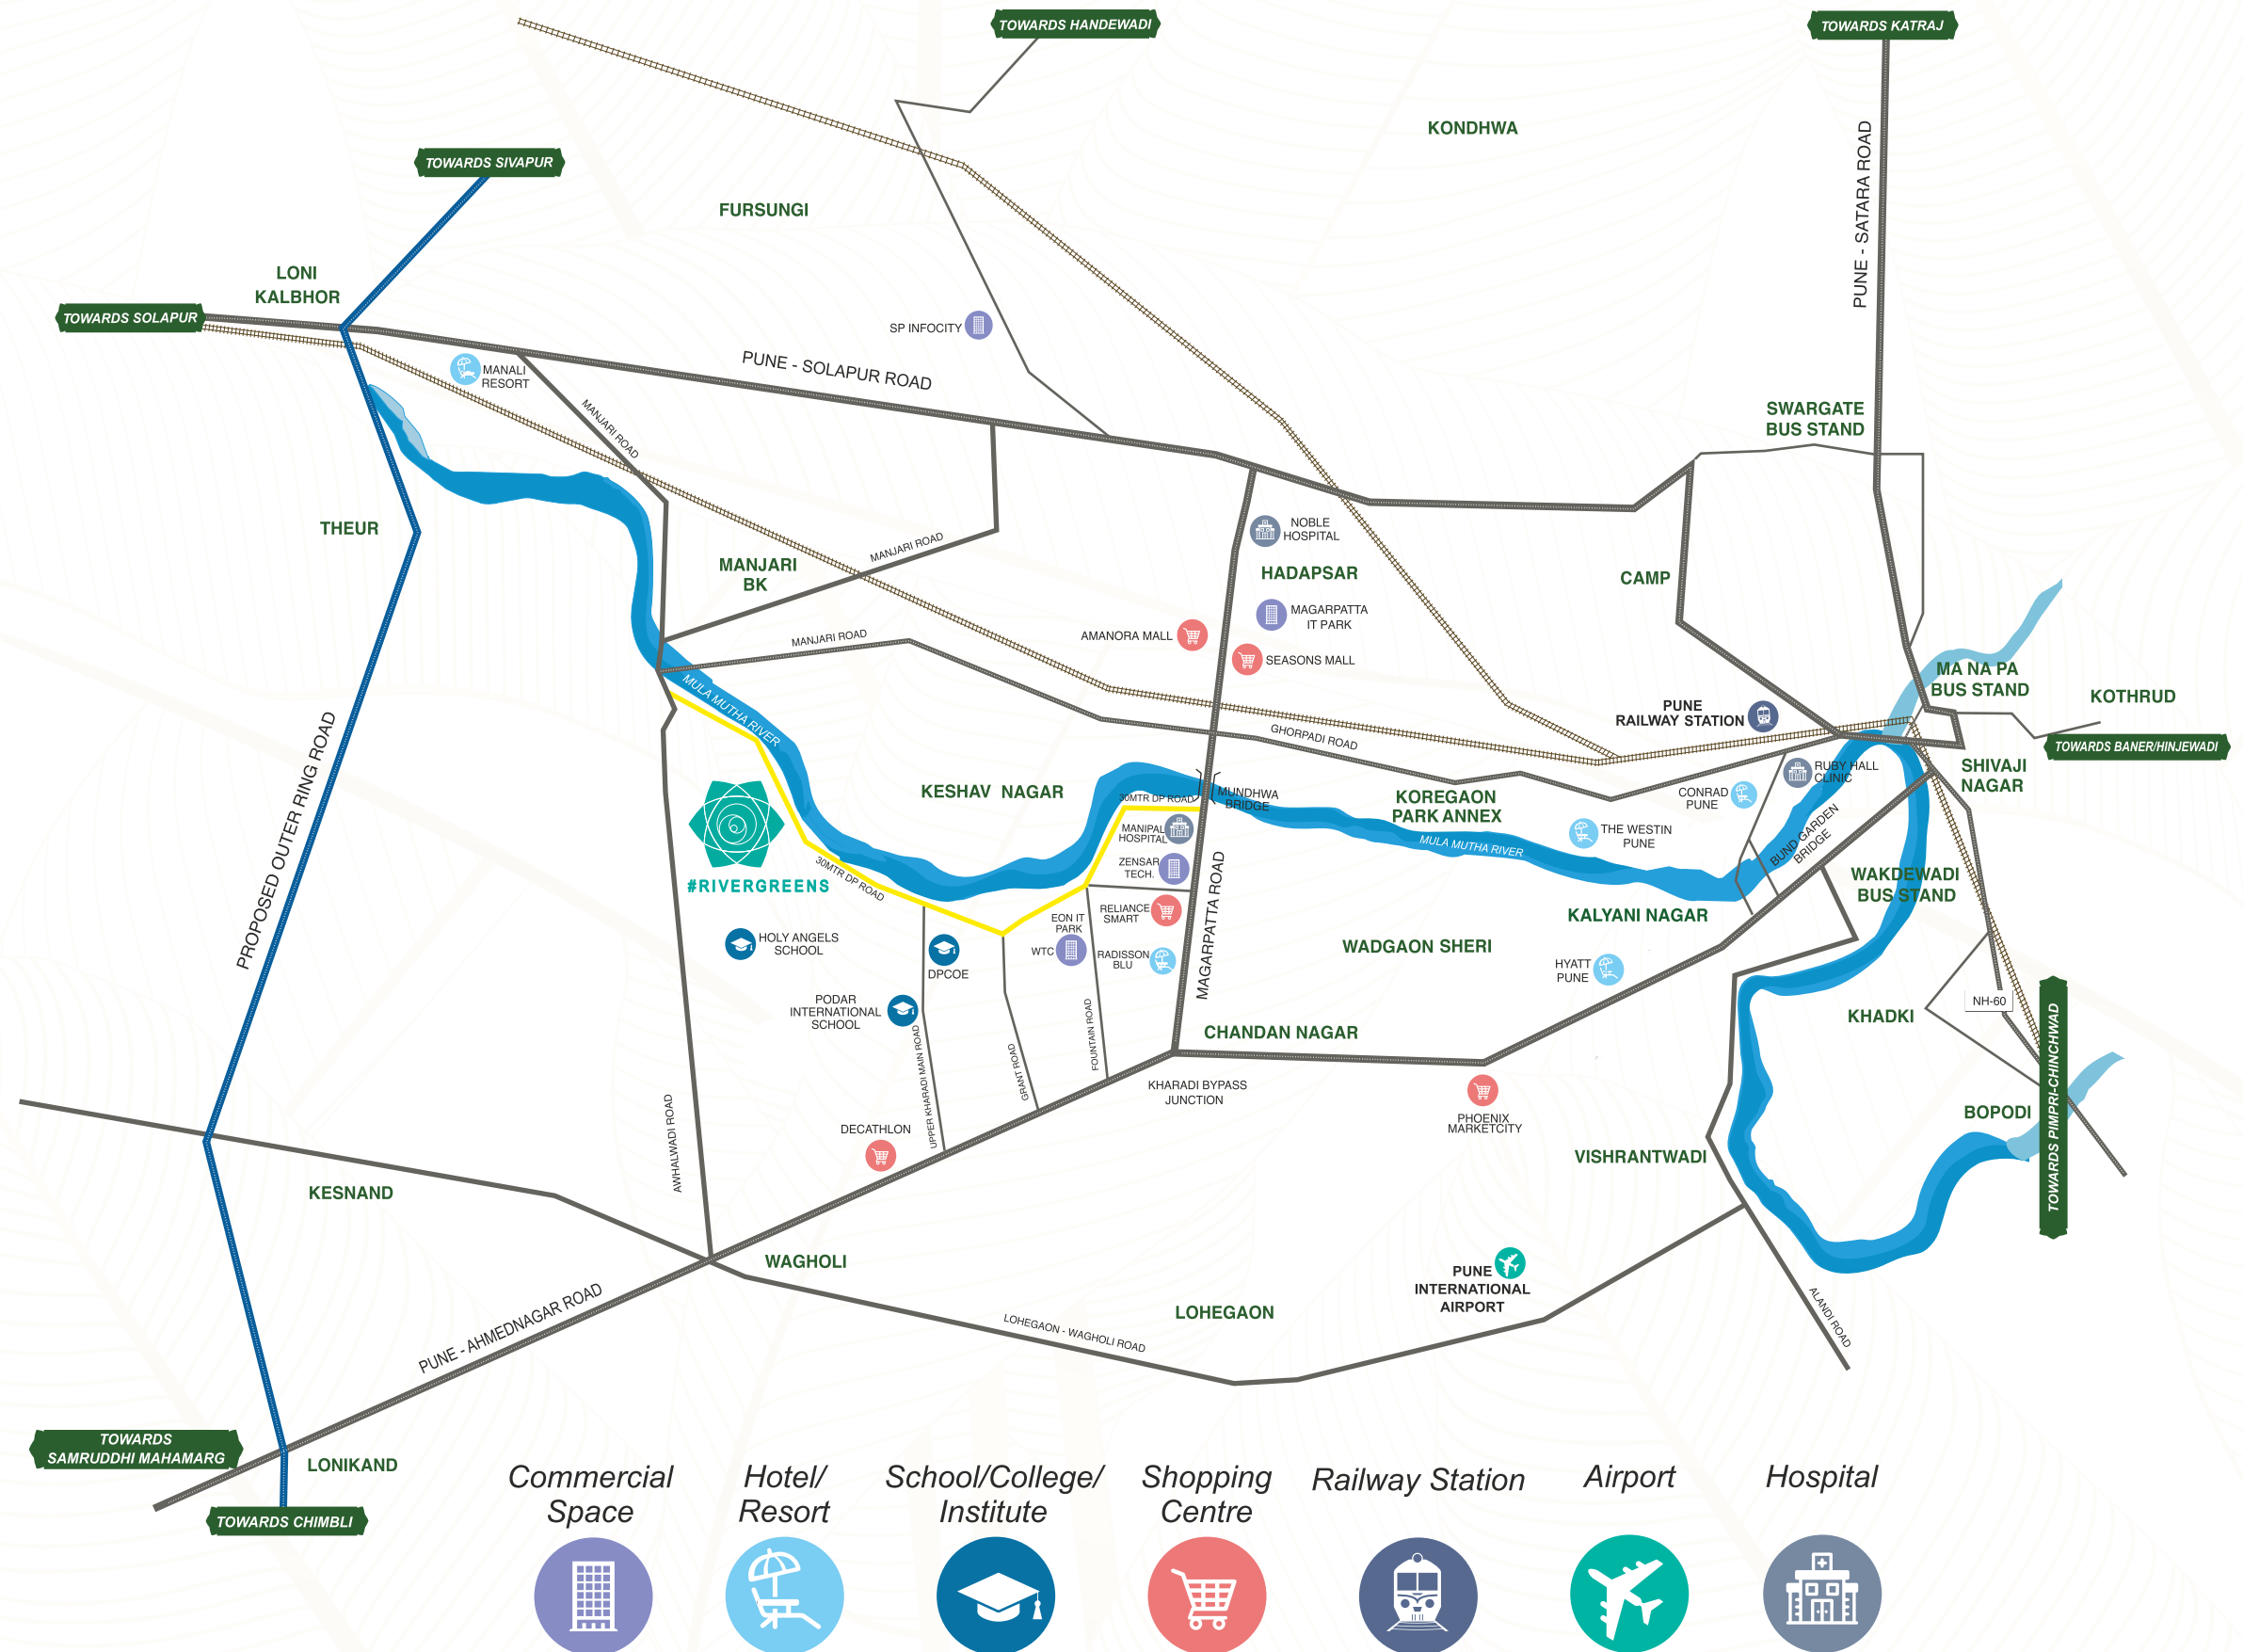 TOWARDS HANDEWADI
TOWARDS KATRAJ
KONDHWA
PUNE - SATARA ROAD
TOWARDS SIVAPUR
FURSUNGI
LONI
KALBHOR
TOWARDS SOLAPUR
SP INFOCITY
MANALI
RESORT
PUNE - SOLAPUR ROAD
MANJARI ROAD
SWARGATE
BUS STAND
THEUR
MANJARI
BK
MANJARI ROAD
NOBLE
HOSPITAL
HADAPSAR
CAMP
MAGARPATTA
IT PARK
AMANORA MALL
SEASONS MALL
MANJARI ROAD
MULA MUTHA RIVER
MA NA PA
BUS STAND
KOTHRUD
PUNE
RAILWAY STATION
GHORPADI ROAD
TOWARDS BANER/HINJEWADI
PROPOSED OUTER RING ROAD
SHIVAJI
NAGAR
RUBY HALL
CLINIC
CONRAD
PUNE
KESHAV NAGAR
30MTR DP ROAD
MUNDHWA
BRIDGE
KOREGAON
PARK ANNEX
MULA MUTHA RIVER
THE WESTIN
PUNE
BUND GARDEN
BRIDGE
MANIPAL
HOSPITAL
ZENSAR
TECH.
#RIVERGREENS
30MTR DP ROAD
WAKDEWADI
BUS STAND
KALYANI NAGAR
MAGARPATTA ROAD
RELIANCE
SMART
EON IT
PARK
WTC
RADISSON
BLU
HOLY ANGELS
SCHOOL
DPCOE
WADGAON SHERI
HYATT
PUNE
PODAR
INTERNATIONAL
SCHOOL
NH-60
KHADKI
CHANDAN NAGAR
UPPER KHARADI MAIN ROAD
GRANT ROAD
FOUNTAIN ROAD
KHARADI BYPASS
JUNCTION
PHOENIX
MARKETCITY
BOPODI
TOWARDS PIMPRI-CHINCHWAD
DECATHLON
AWHALWADI ROAD
VISHRANTWADI
KESNAND
WAGHOLI
PUNE
INTERNATIONAL
AIRPORT
LOHEGAON
LOHEGAON - WAGHOLI ROAD
ALANDI ROAD
PUNE - AHMEDNAGAR ROAD
TOWARDS
SAMRUDDHI MAHAMARG
LONIKAND
TOWARDS CHIMBLI
Commercial
Space
Hotel/
Resort
School/College/
Institute
Shopping
Centre
Railway Station
Airport
Hospital